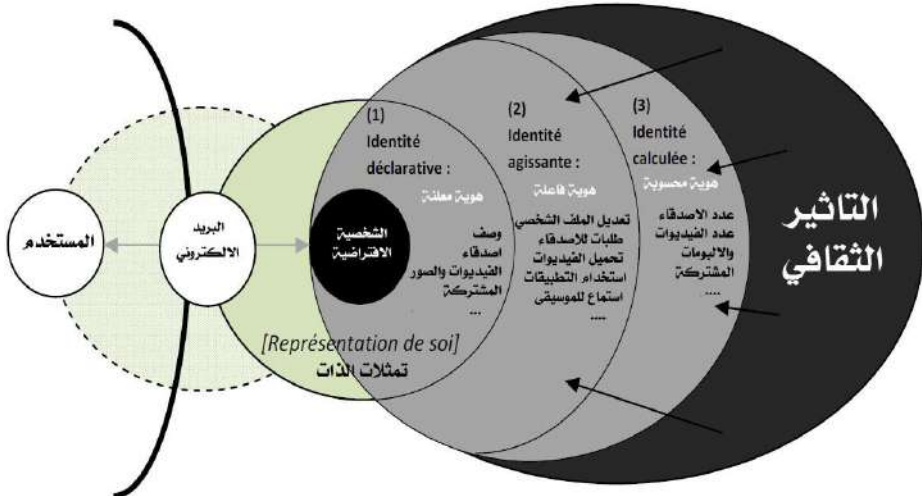 المستخدم
البريد
الالكتروني
الشخصية
الافتراضية
(1)
Identité
déclarative :
هوية معلنة
وصف
اصدقاء
الفيديوات والصور
المشتركة
...
[Représentation de soi]
تمثلات الذات
(2)
Identité
agissante :
هوية فاعلة
تعديل الملف الشخصي
طلبات للاصدقاء
تحميل الفيديوات
استخدام التطبيقات
استماع للموسيقى
....
(3)
Identité
calculée :
هوية محسوبة
عدد الاصدقاء
عدد الفيديوات
والالبومات
المشتركة
....
التاثير
الثقافي